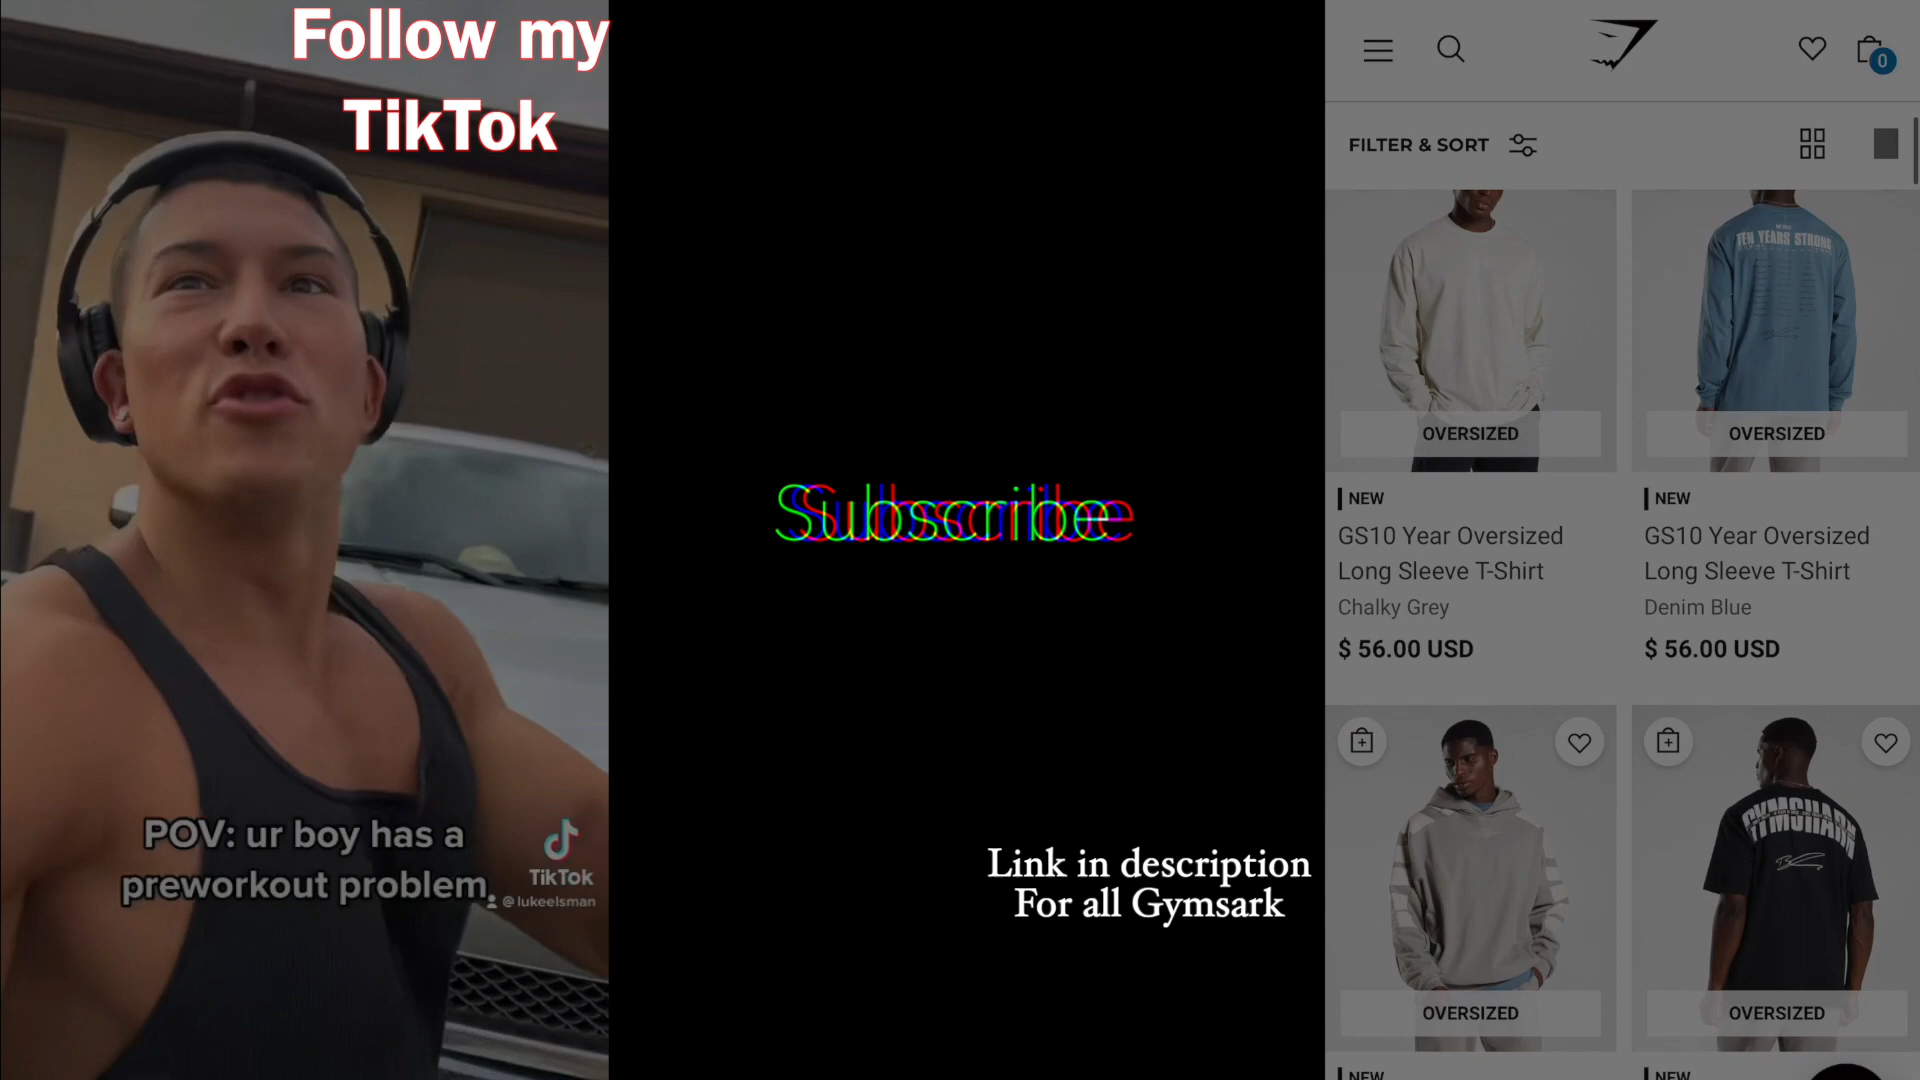 Follow my
TikTok
POV: ur boy has a
preworkout problem
TikTok
@lukeelsman
Subscribe
Link in description
For all Gymsark
0
FILTER & SORT
TEN YEARS STRONG
OVERSIZED
OVERSIZED
NEW
GS10 Year Oversized
Long Sleeve T-Shirt
Chalky Grey
$ 56.00 USD
NEW
GS10 Year Oversized
Long Sleeve T-Shirt
Denim Blue
$ 56.00 USD
GYMSHARK
OVERSIZED
OVERSIZED
NEW
NEW